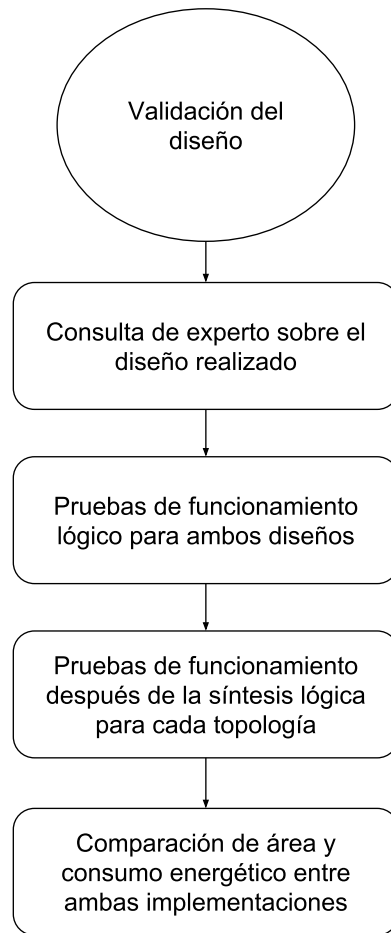 Validación del
diseño
Consulta de experto sobre el
diseño realizado
Pruebas de funcionamiento
lógico para ambos diseños
Pruebas de funcionamiento
después de la síntesis lógica
para cada topología
Comparación de área y
consumo energético entre
ambas implementaciones